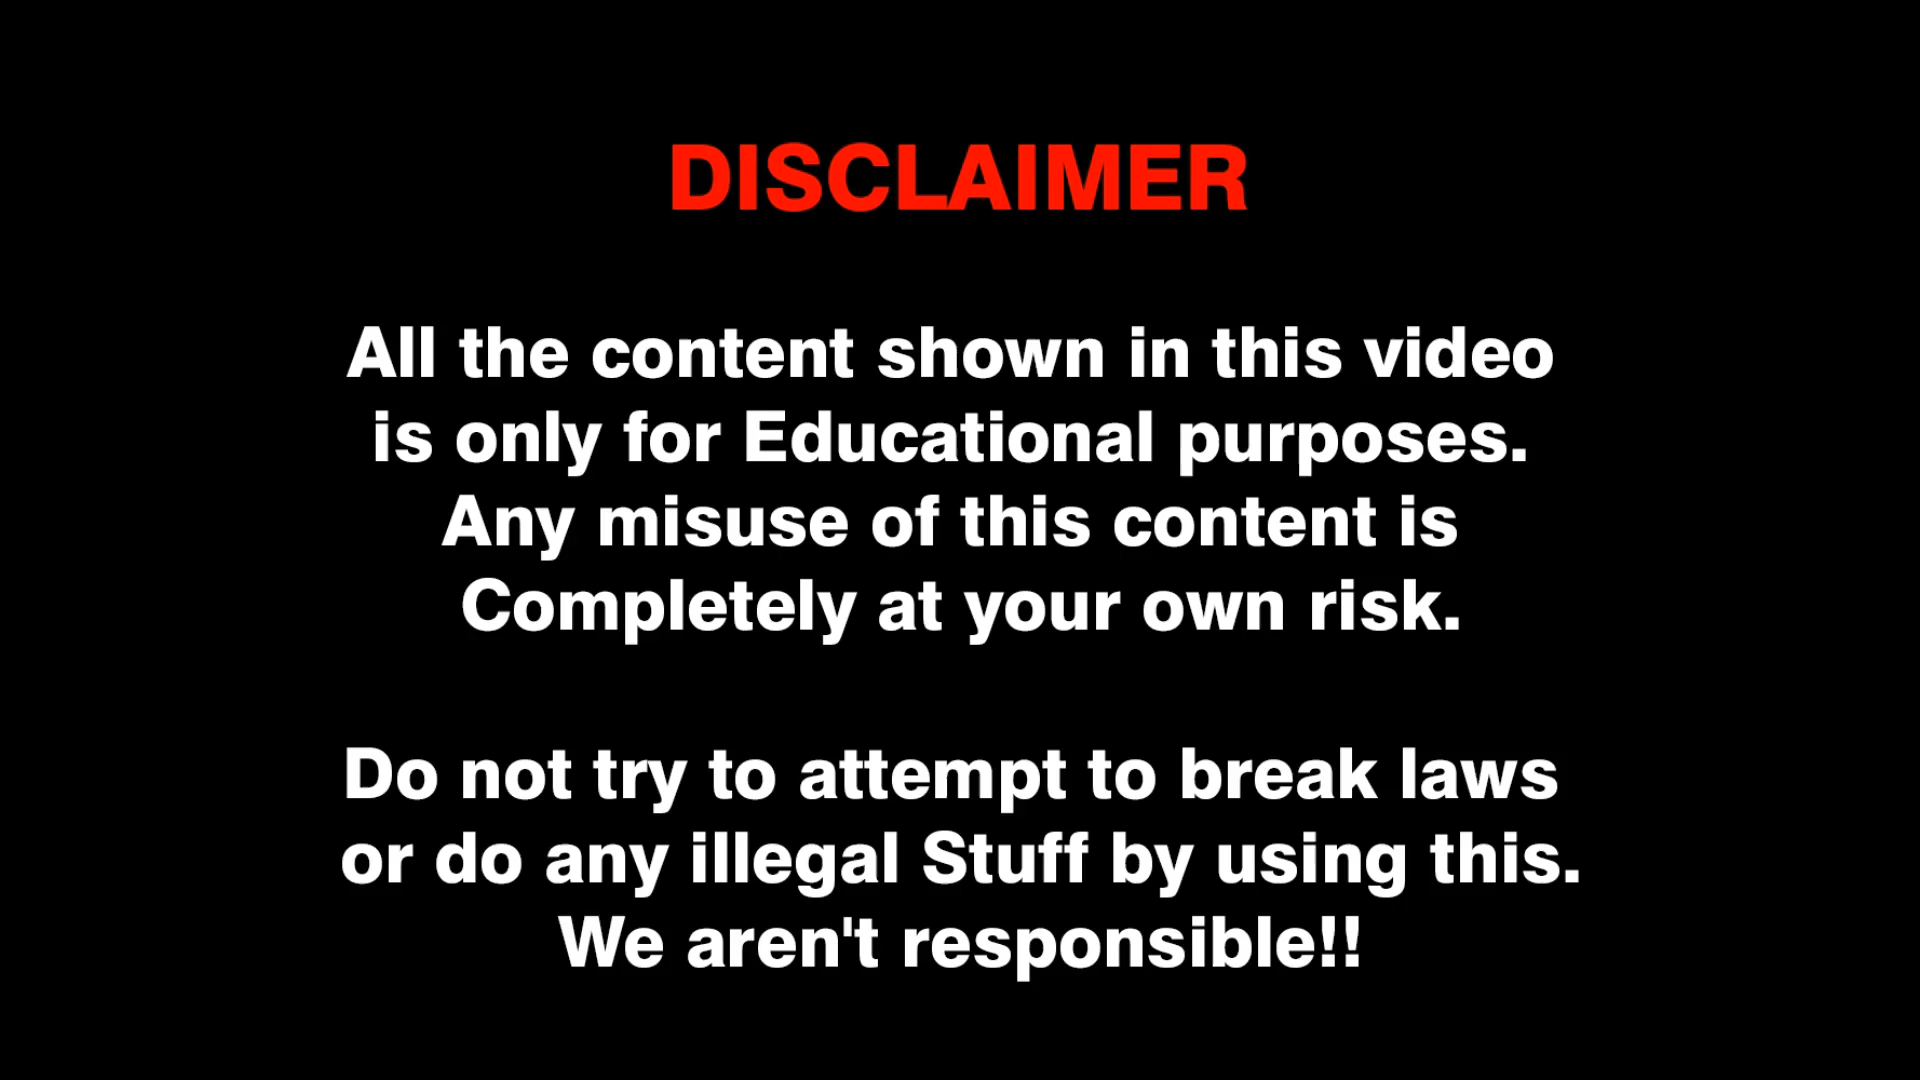 DISCLAIMER
All the content shown in this video
is only for Educational purposes.
Any misuse of this content is
Completely at your own risk.
Do not try to attempt to break laws
or do any illegal Stuff by using this.
We aren't responsible!!